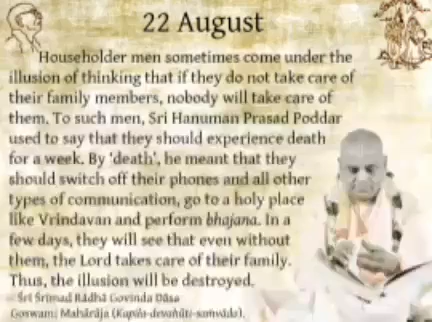 22 August
Householder men sometimes come under the
illusion of thinking that if they do not take care of
their family members, nobody will take care of
them. To such men, Sri Hanuman Prasad Poddar
used to say that they should experience death
for a week. By 'death', he meant that they
should switch off their phones and all other
types of communication, go to a holy place
like Vrindavan and perform bhajana. In a
few days, they will see that even without
them, the Lord takes care of their family.
Thus, the illusion will be destroyed.
~ Śrī Śrīmad Rādhā Govinda Dāsa
Goswami Mahārāja (Kapila-devahūti-saṁvāda).